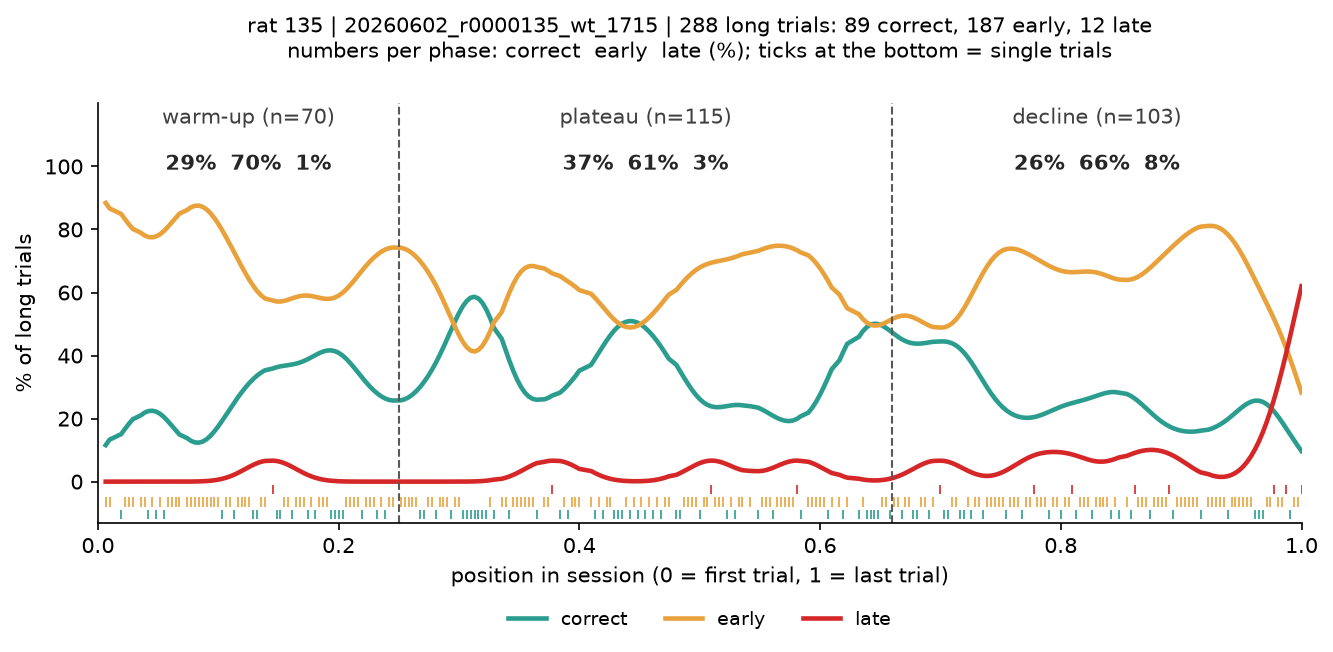 rat 135 | 20260602_r0000135_wt_1715 | 288 long trials: 89 correct, 187 early, 12 late
numbers per phase: correct  early  late (%); ticks at the bottom = single trials
warm-up (n=70)
plateau (n=115)
decline (n=103)
29%  70%  1%
37%  61%  3%
26%  66%  8%
100
80
60
40
20
0
% of long trials
0.0
0.2
0.4
0.6
0.8
1.0
position in session (0 = first trial, 1 = last trial)
correct
early
late